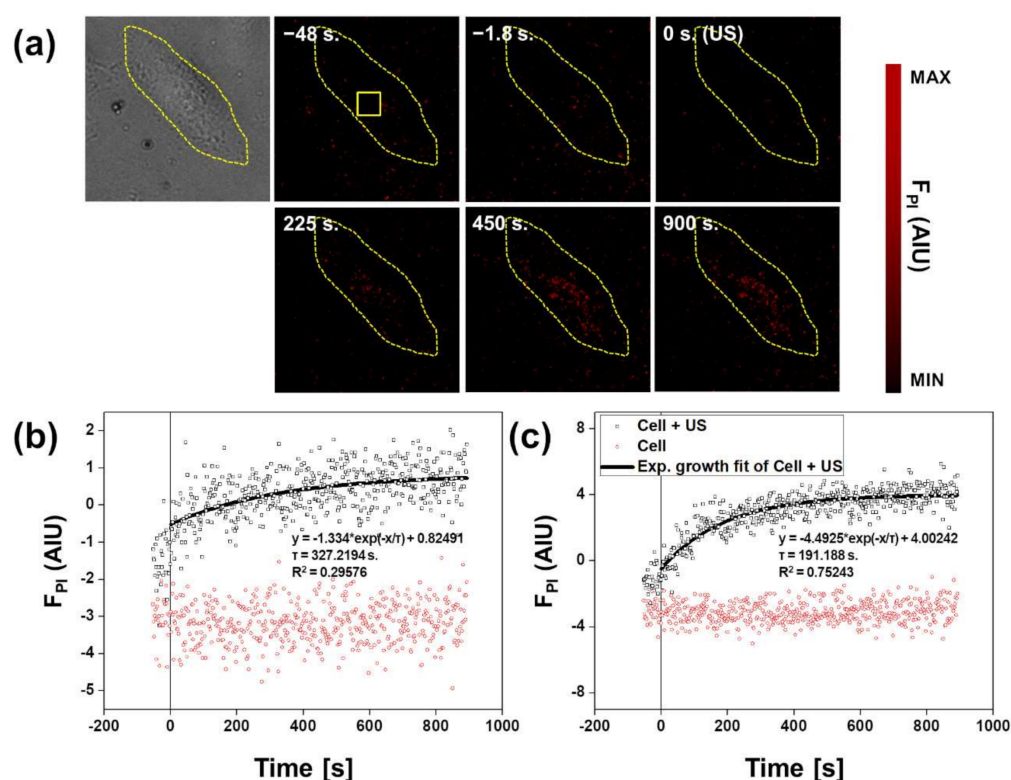 (a)
−48 s.
−1.8 s.
0 s. (US)
MAX
F_PI (AIU)
MIN
225 s.
450 s.
900 s.
(b)
2
1
0
-1
-2
-3
-4
-5
F_PI (AIU)
y = -1.334*exp(-x/τ) + 0.82491
τ = 327.2194 s.
R² = 0.29576
-200
0
200
400
600
800
1000
Time [s]
(c)
8
4
0
-4
-8
F_PI (AIU)
Cell + US
Cell
Exp. growth fit of Cell + US
y = -4.4925*exp(-x/τ) + 4.00242
τ = 191.188 s.
R² = 0.75243
-200
0
200
400
600
800
1000
Time [s]